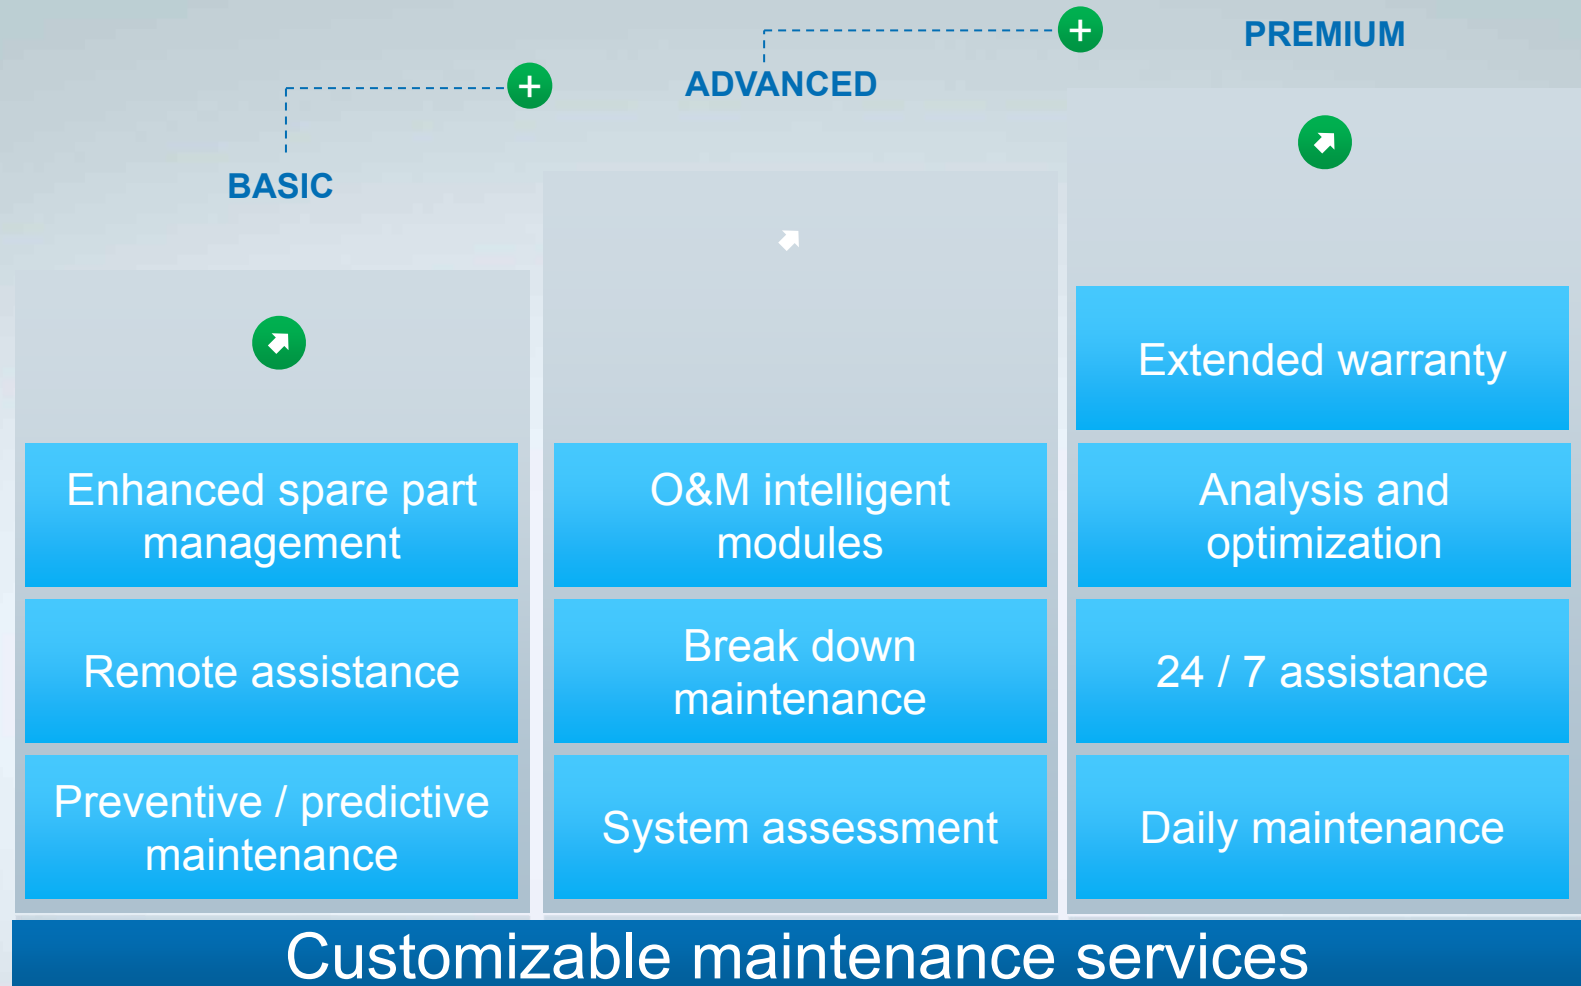 PREMIUM
ADVANCED
BASIC
Enhanced spare part
management
Remote assistance
Preventive / predictive
maintenance
O&M intelligent
modules
Break down
maintenance
System assessment
Extended warranty
Analysis and
optimization
24 / 7 assistance
Daily maintenance
Customizable maintenance services